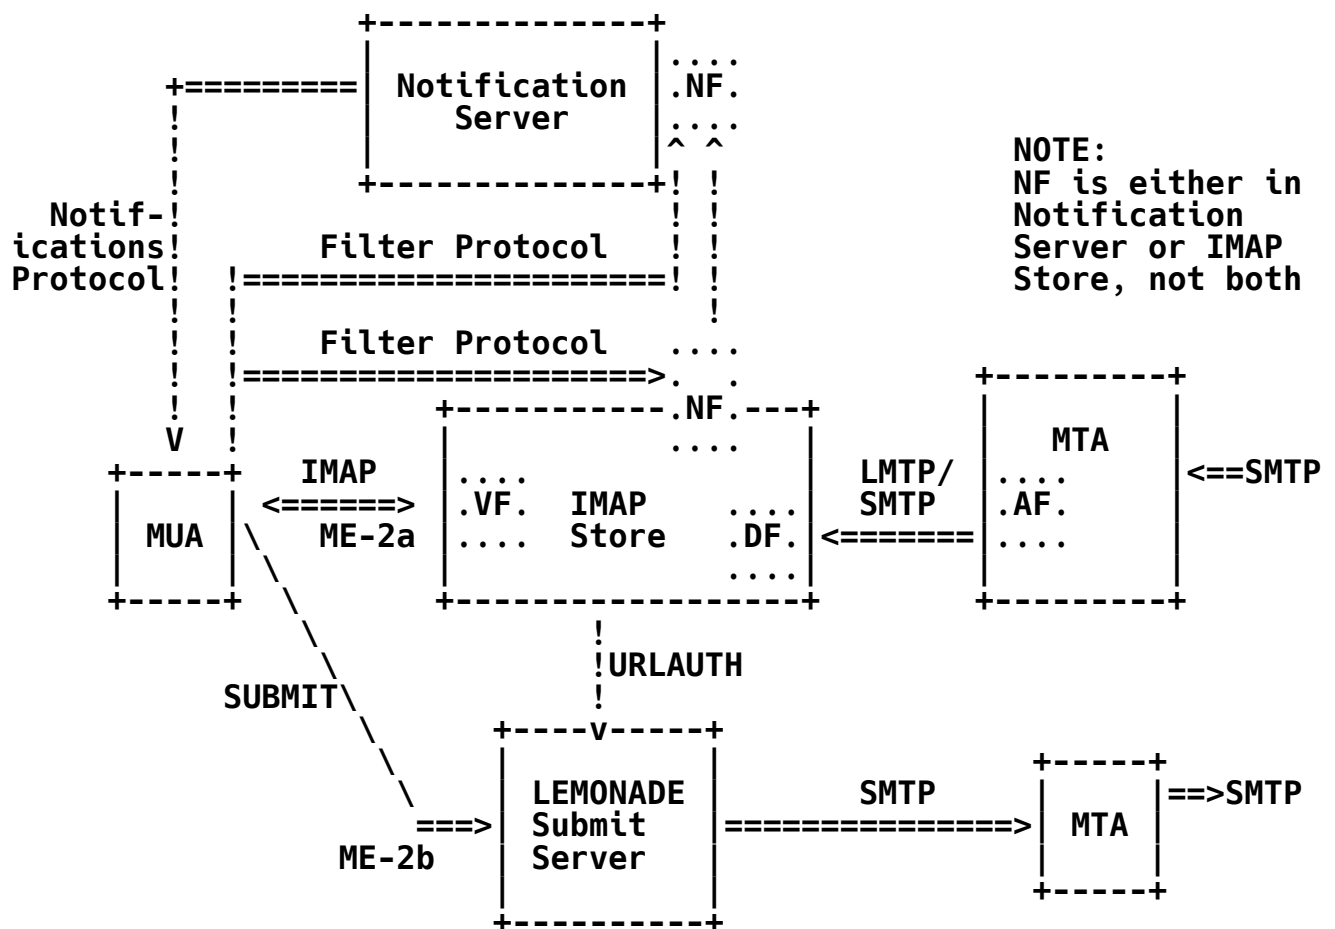 Notification .NF.
Server
NOTE:
NF is either in
Notif- Notification
ications Filter Protocol Server or IMAP
Protocol Store, not both
Filter Protocol
.NF.
MTA
IMAP LMTP/ <==SMTP
.VF. IMAP SMTP .AF.
MUA ME-2a Store .DF.
URLAUTH
SUBMIT
LEMONADE SMTP ==>SMTP
Submit MTA
ME-2b Server